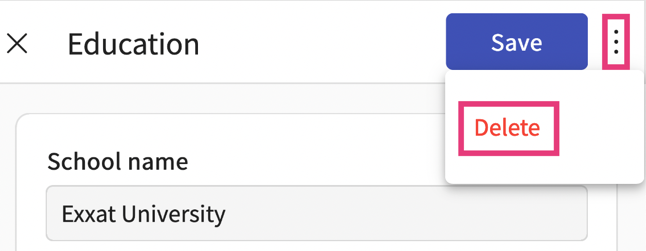 Education
Save
Delete
School name
Exxat University